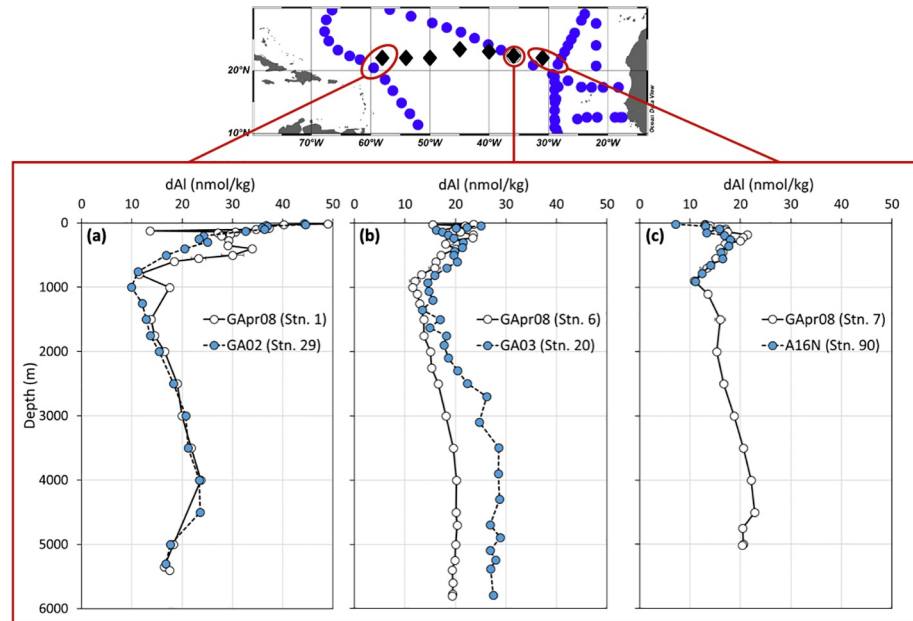 20°N
10°N
70°W 60°W 50°W 40°W 30°W 20°W
Ocean Data View
dAl (nmol/kg) dAl (nmol/kg) dAl (nmol/kg)
0 10 20 30 40 50 0 10 20 30 40 50 0 10 20 30 40 50
0
(a) (b) (c)
1000
GApr08 (Stn. 1) GApr08 (Stn. 6) GApr08 (Stn. 7)
GA02 (Stn. 29) GA03 (Stn. 20) A16N (Stn. 90)
2000
Depth (m)
3000
4000
5000
6000